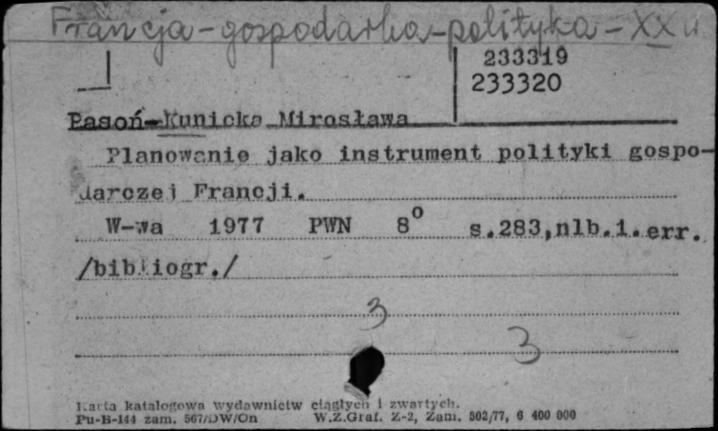 Francja - gospodarka - polityka - XX w
233319
233320
Pasoń-Kunicka Mirosława
Planowanie jako instrument polityki gospo-
darczej Francji.
W-wa 1977 PWN 8° s.283,nlb.1.err.
/bibliogr./
3
3
Karta katalogowa wydawnictw ciągłych i zwartych.
Pu-B-144 zam. 567/DW/On W.Z.Graf. Z-2, Zam. 502/77, 6 400 000